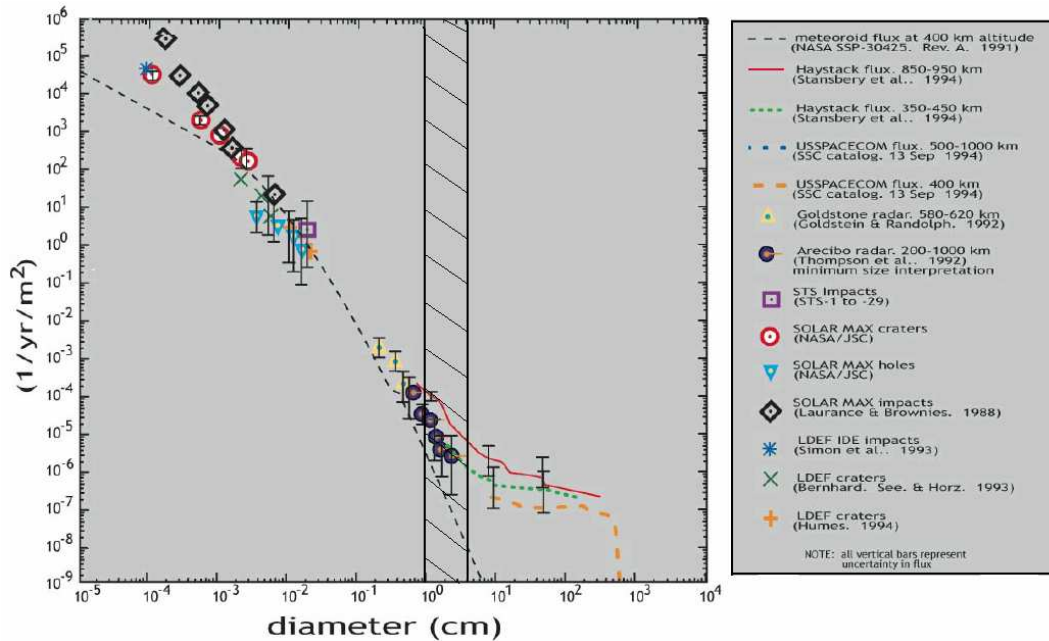 10^6
10^5
10^4
10^3
10^2
10^1
10^0
10^-1
10^-2
10^-3
10^-4
10^-5
10^-6
10^-7
10^-8
10^-9
(1/yr/m^2)
10^-5 10^-4 10^-3 10^-2 10^-1 10^0 10^1 10^2 10^3 10^4
diameter (cm)
meteoroid flux at 400 km altitude
(NASA SSP-30425. Rev. A. 1991)
Haystack flux. 850-950 km
(Stansbery et al.. 1994)
Haystack flux. 350-450 km
(Stansbery et al.. 1994)
USSPACECOM flux. 500-1000 km
(SSC catalog. 13 Sep 1994)
USSPACECOM flux. 400 km
(SSC catalog. 13 Sep 1994)
Goldstone radar. 580-620 km
(Goldstein & Randolph. 1992)
Arecibo radar. 200-1000 km
(Thompson et al.. 1992)
minimum size interpretation
STS Impacts
(STS-1 to -29)
SOLAR MAX craters
(NASA/JSC)
SOLAR MAX holes
(NASA/JSC)
SOLAR MAX impacts
(Laurance & Brownies. 1988)
LDEF IDE impacts
(Simon et al.. 1993)
LDEF craters
(Bernhard. See. & Horz. 1993)
LDEF craters
(Humes. 1994)
NOTE: all vertical bars represent
uncertainty in flux